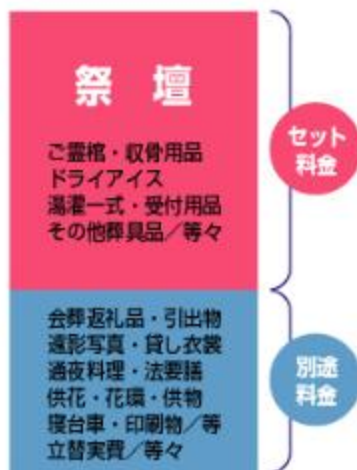 祭壇
ご霊棺・収骨用品
ドライアイス
湯灌一式・受付用品
その他葬具品／等々
セット
料金
会葬返礼品・引出物
遠影写真・貸し衣裳
通夜料理・法要膳
供花・花環・供物
寝台車・印刷物／等
立替実費／等々
別途
料金